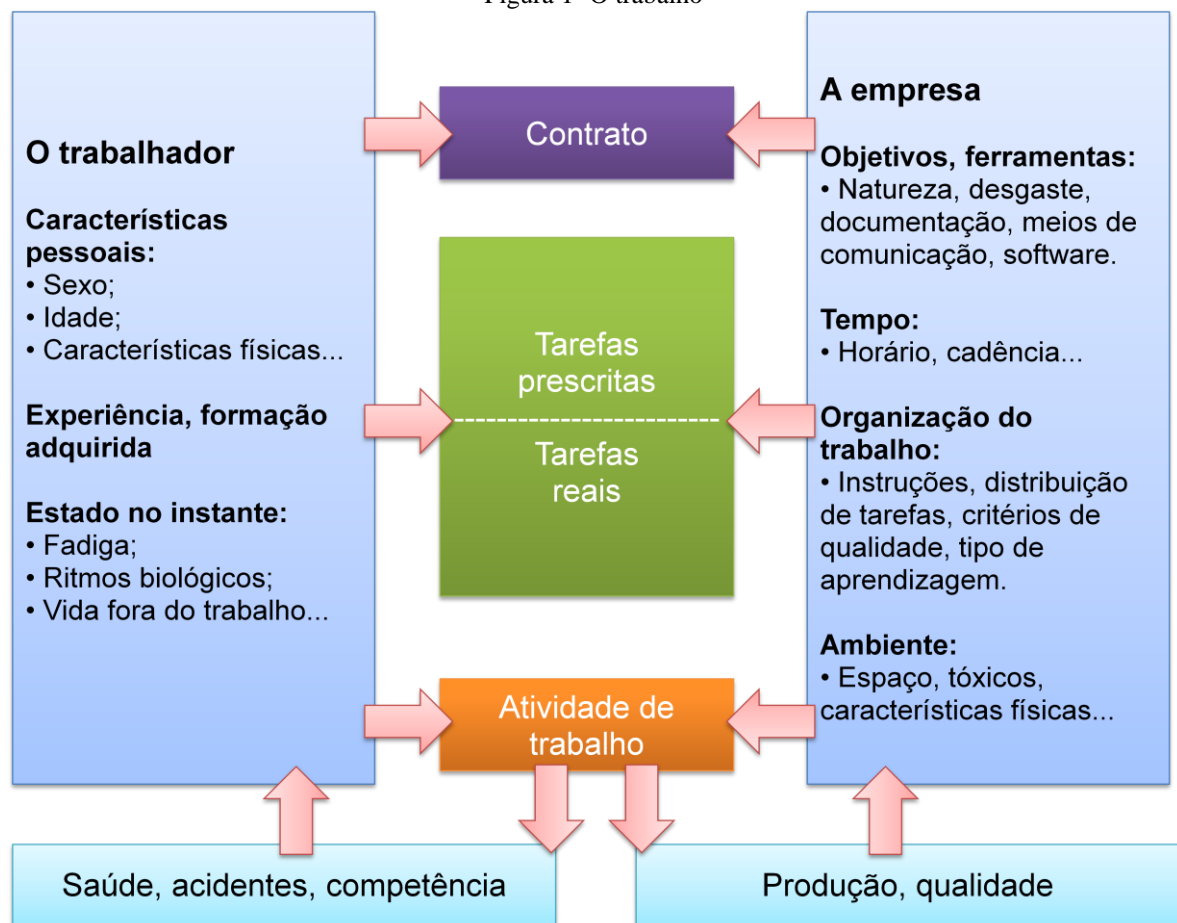 Figura 1- O trabalho
O trabalhador
Características
pessoais:
• Sexo;
• Idade;
• Características físicas...
Experiência, formação
adquirida
Estado no instante:
• Fadiga;
• Ritmos biológicos;
• Vida fora do trabalho...
Contrato
Tarefas
prescritas
Tarefas
reais
Atividade de
trabalho
A empresa
Objetivos, ferramentas:
• Natureza, desgaste,
documentação, meios de
comunicação, software.
Tempo:
• Horário, cadência...
Organização do
trabalho:
• Instruções, distribuição
de tarefas, critérios de
qualidade, tipo de
aprendizagem.
Ambiente:
• Espaço, tóxicos,
características físicas...
Saúde, acidentes, competência
Produção, qualidade